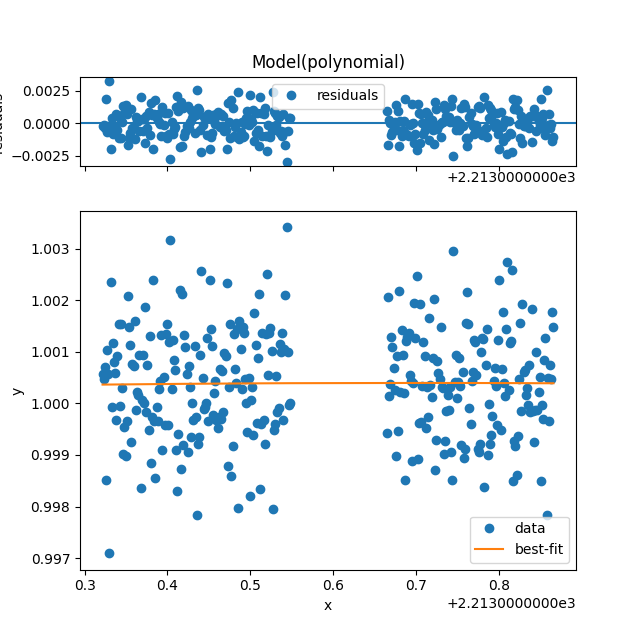 Model(polynomial)
0.0025
0.0000
−0.0025
residuals
residuals
+2.2130000000e3
1.003
1.002
1.001
1.000
0.999
0.998
0.997
y
data
best-fit
0.3 0.4 0.5 0.6 0.7 0.8
x
+2.2130000000e3